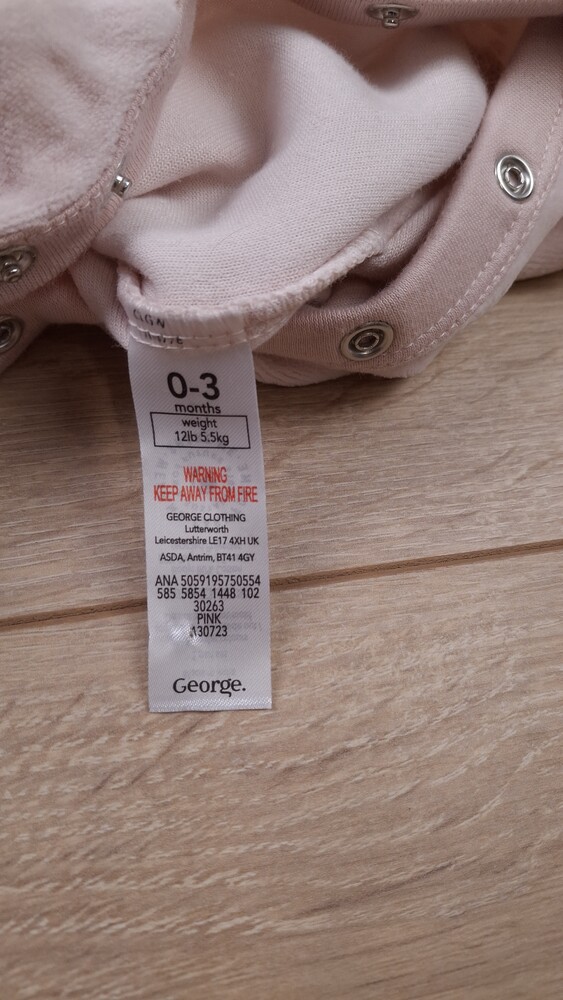 0-3
months
weight
12lb 5.5kg
WARNING
KEEP AWAY FROM FIRE
GEORGE CLOTHING
Lutterworth
Leicestershire LE17 4XH UK
ASDA, Antrim, BT41 4GY
ANA 5059195750554
585 5854 1448 102
30263
PINK
A30723
George.